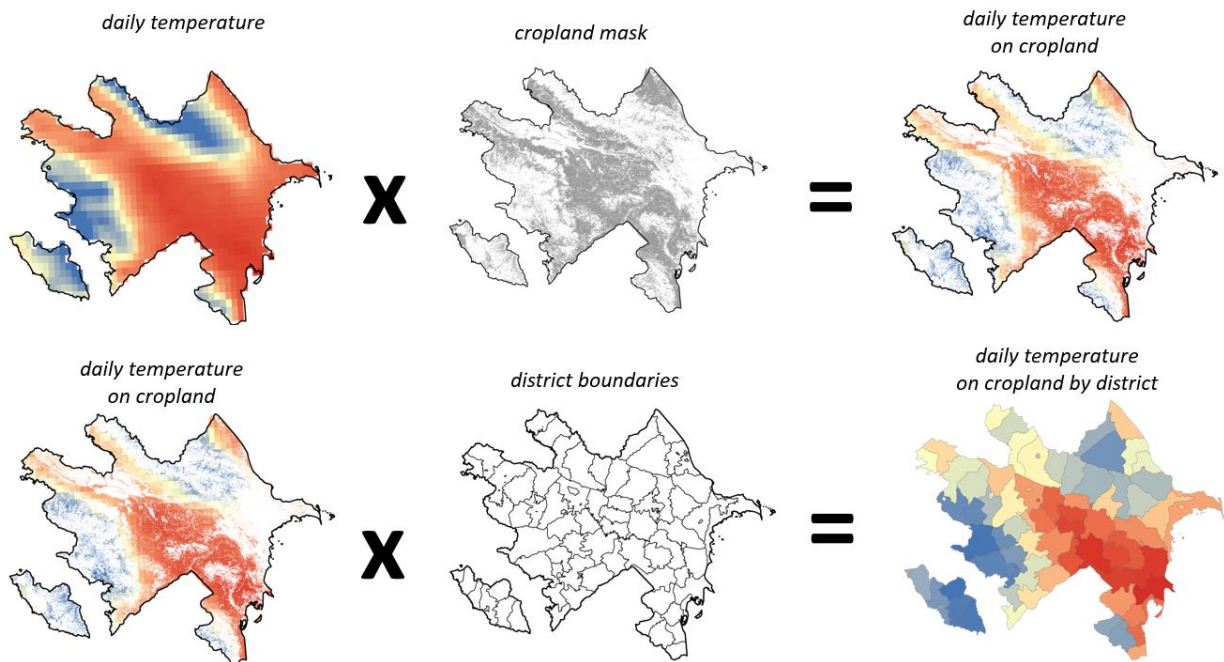 daily temperature
cropland mask
daily temperature
on cropland
X
=
daily temperature
on cropland
district boundaries
daily temperature
on cropland by district
X
=